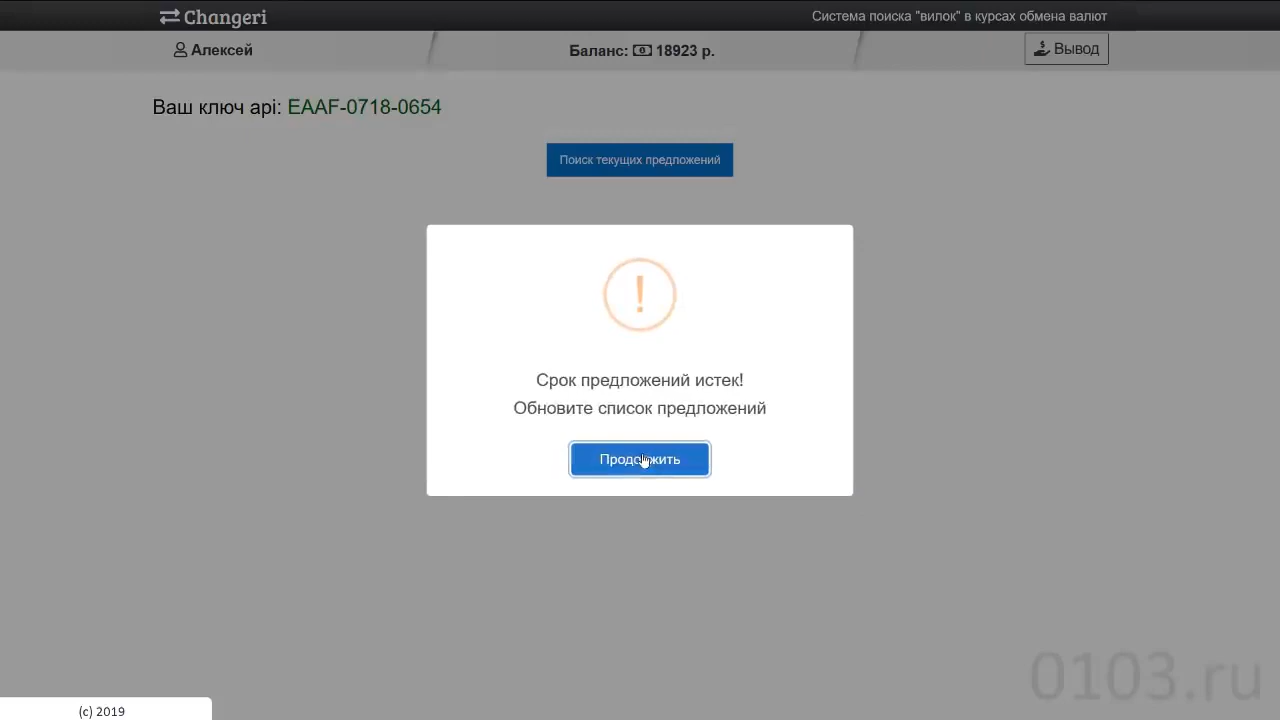 Changeri
Система поиска "вилок" в курсах обмена валют
Алексей
Баланс: 18923 р.
Вывод
Ваш ключ api: EAAF-0718-0654
Поиск текущих предложений
!
Срок предложений истек!
Обновите список предложений
Продолжить
0103.ru
(c) 2019